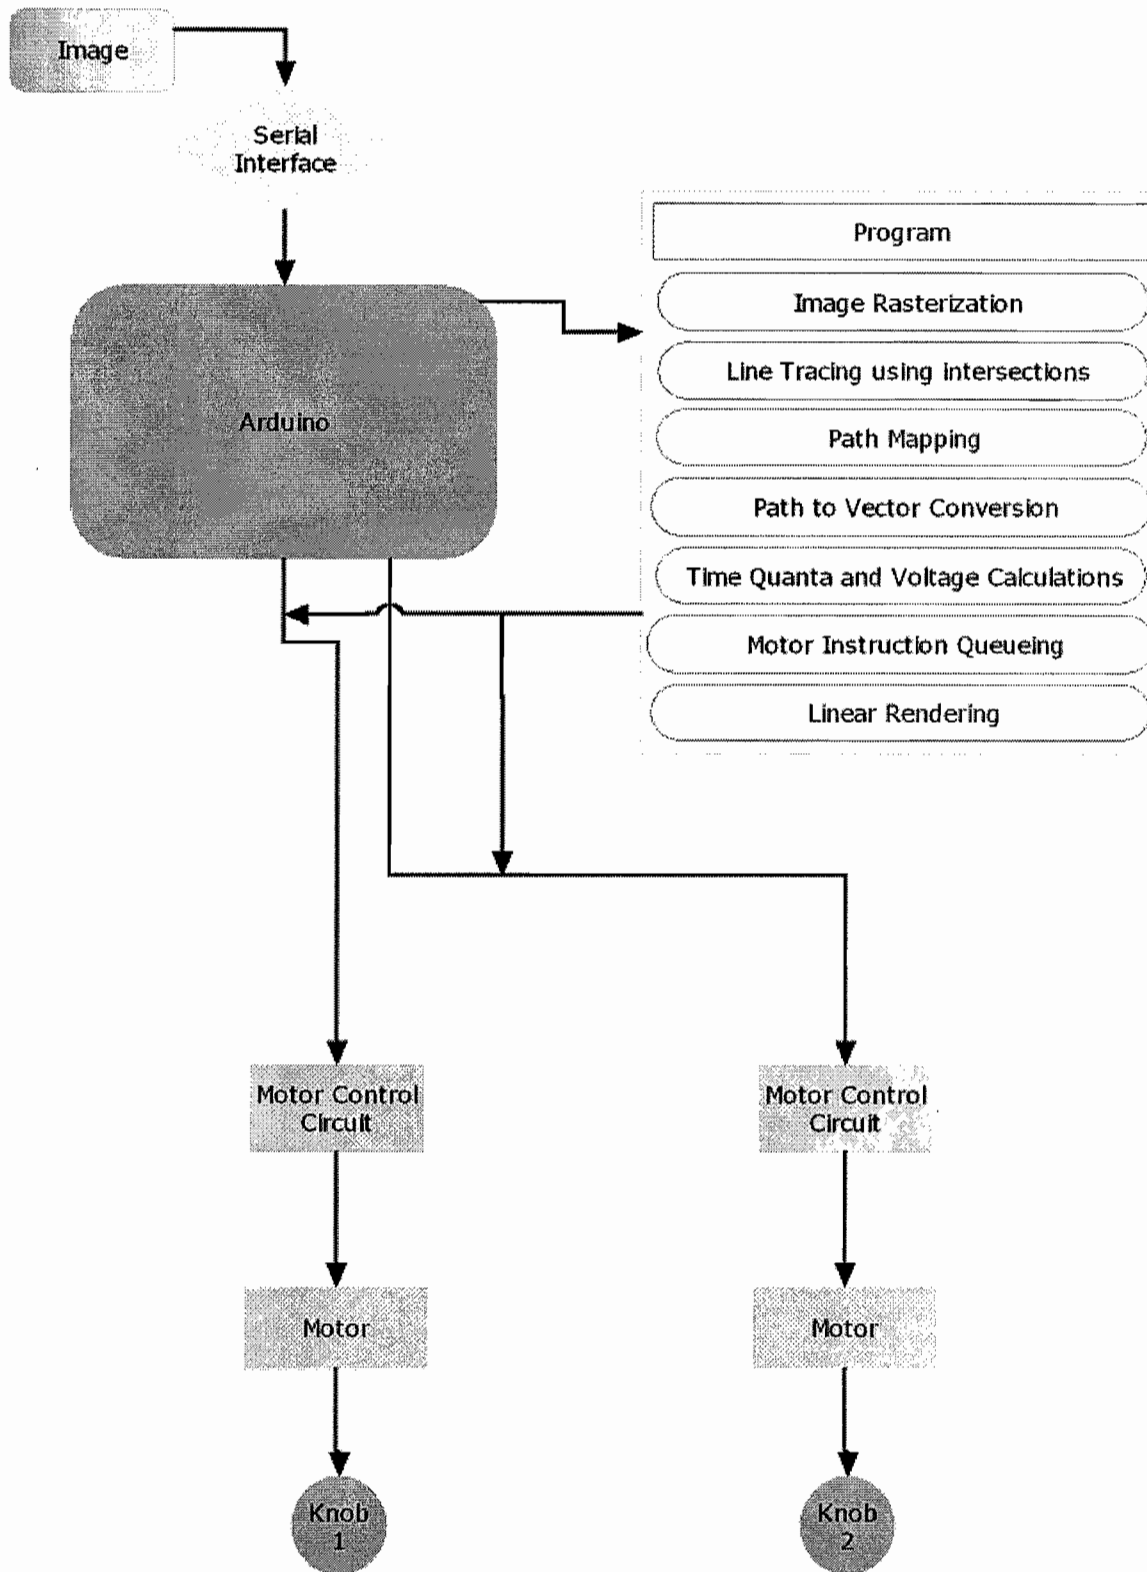 Image
Serial
Interface
Program
Image Rasterization
Line Tracing using intersections
Arduino
Path Mapping
Path to Vector Conversion
Time Quanta and Voltage Calculations
Motor Instruction Queueing
Linear Rendering
Motor Control
Circuit
Motor Control
Circuit
Motor
Motor
Knob
1
Knob
2